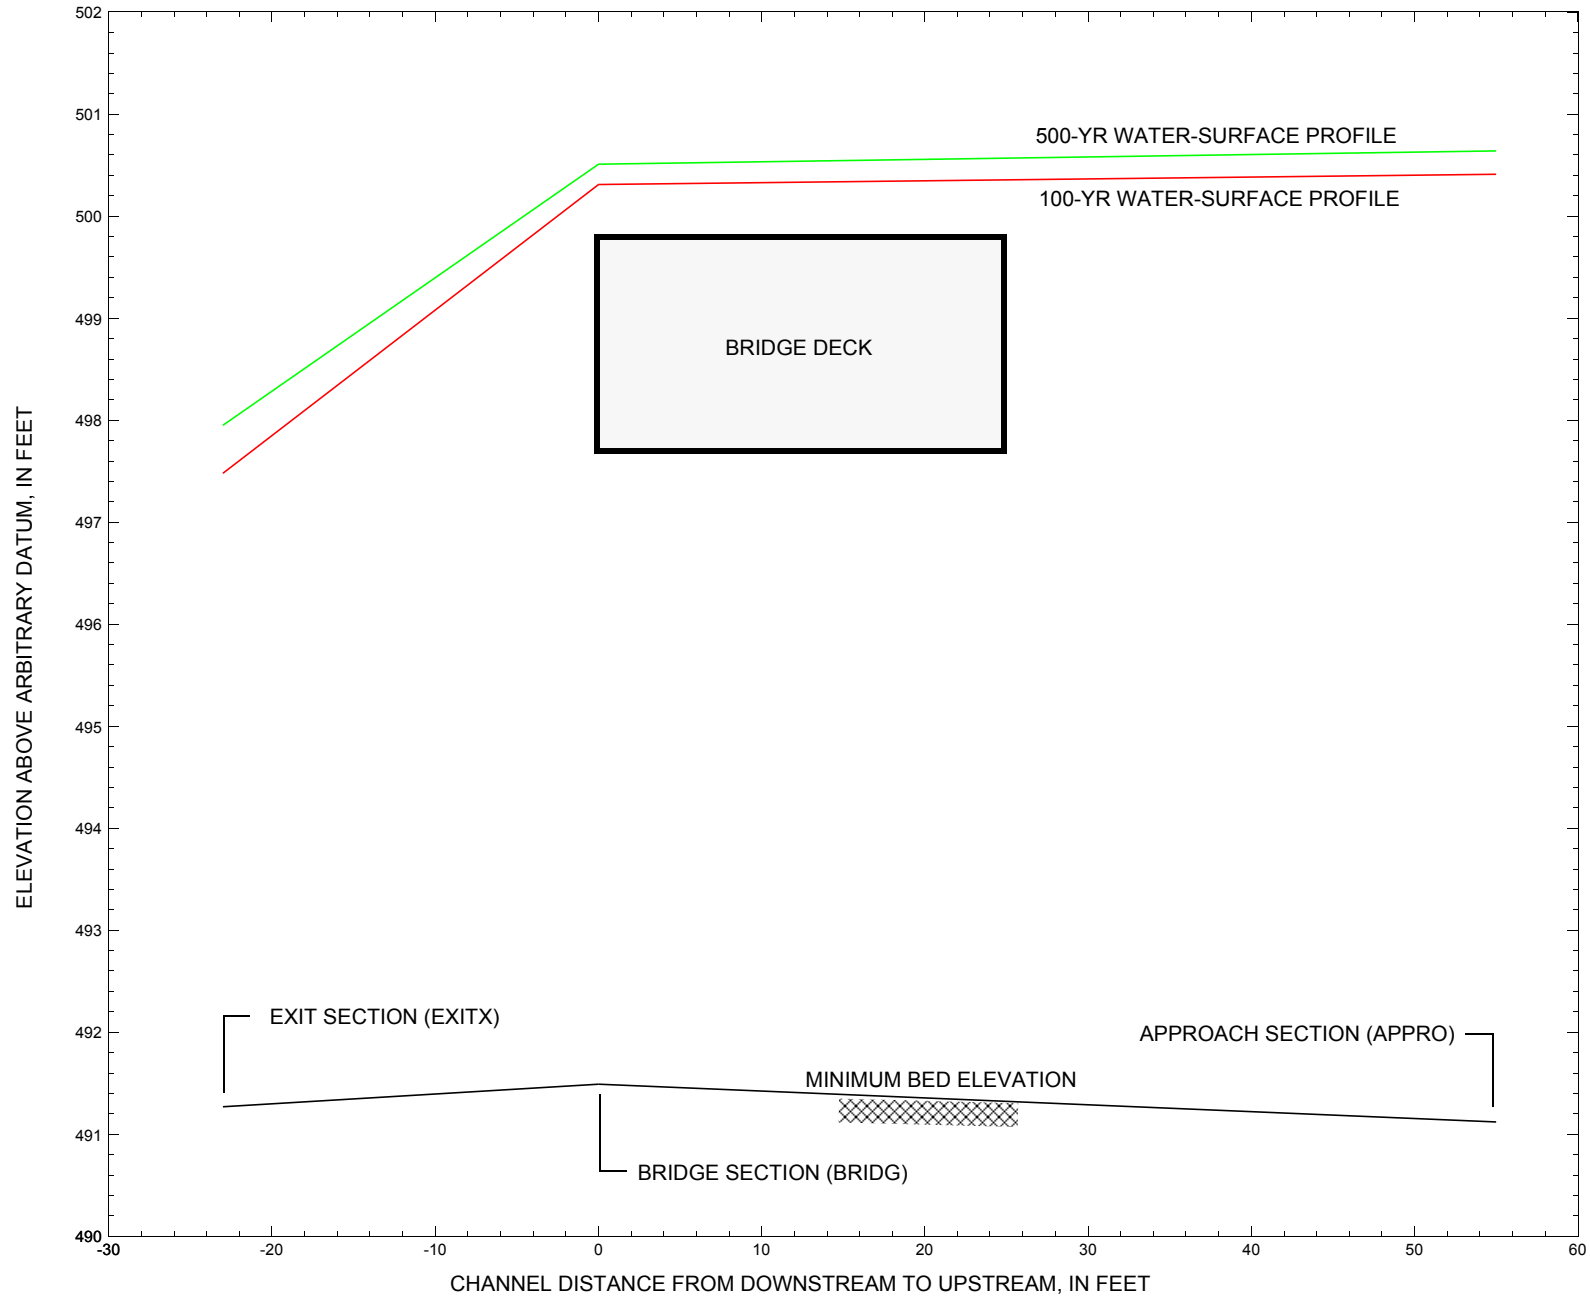 502
501
500
499
498
497
496
495
494
493
492
491
490
ELEVATION ABOVE ARBITRARY DATUM, IN FEET
500-YR WATER-SURFACE PROFILE
100-YR WATER-SURFACE PROFILE
BRIDGE DECK
EXIT SECTION (EXITX)
APPROACH SECTION (APPRO)
MINIMUM BED ELEVATION
BRIDGE SECTION (BRIDG)
-30 -20 -10 0 10 20 30 40 50 60
CHANNEL DISTANCE FROM DOWNSTREAM TO UPSTREAM, IN FEET